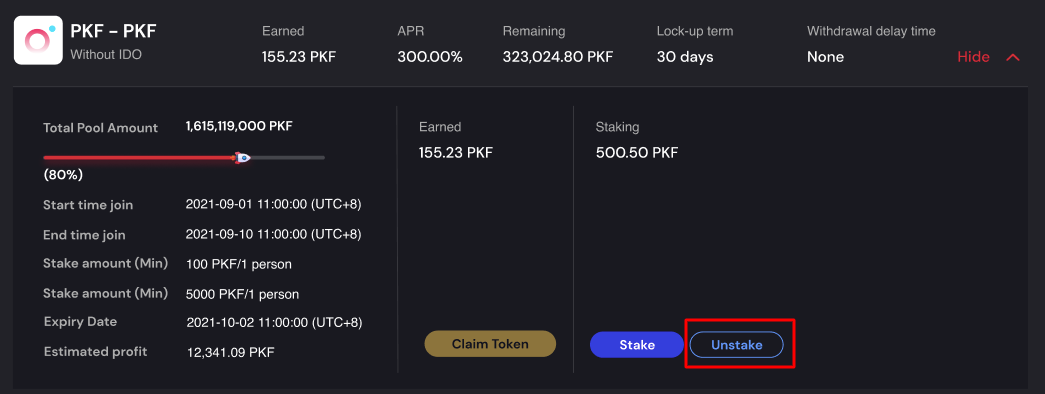 PKF - PKF
Without IDO
Earned
155.23 PKF
APR
300.00%
Remaining
323,024.80 PKF
Lock-up term
30 days
Withdrawal delay time
None
Hide
Total Pool Amount 1,615,119,000 PKF
(80%)
Start time join 2021-09-01 11:00:00 (UTC+8)
End time join 2021-09-10 11:00:00 (UTC+8)
Stake amount (Min) 100 PKF/1 person
Stake amount (Min) 5000 PKF/1 person
Expiry Date 2021-10-02 11:00:00 (UTC+8)
Estimated profit 12,341.09 PKF
Earned
155.23 PKF
Claim Token
Staking
500.50 PKF
Stake
Unstake